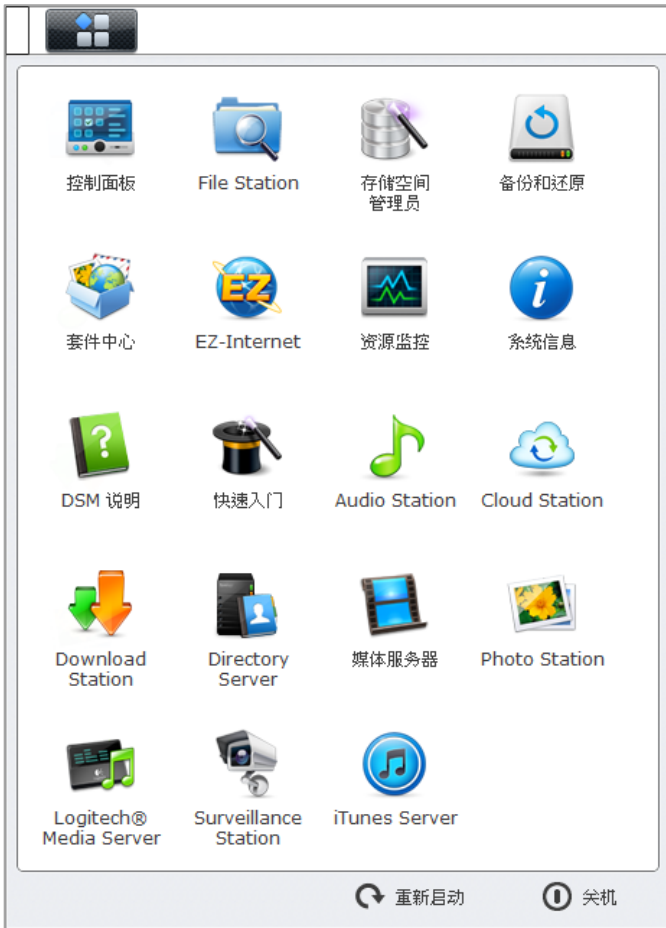 控制面板
File Station
存储空间
管理员
备份和还原
套件中心
EZ
EZ-Internet
资源监控
i
系统信息
?
DSM 说明
快速入门
Audio Station
Cloud Station
Download
Station
Directory
Server
媒体服务器
Photo Station
Logitech®
Media Server
Surveillance
Station
iTunes Server
重新启动
关机